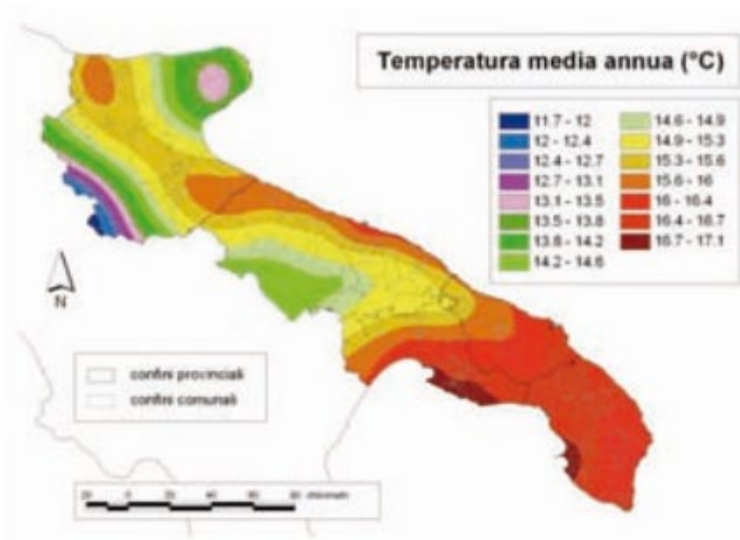 Temperatura media annua (°C)
11.7 - 12
12 - 12.4
12.4 - 12.7
12.7 - 13.1
13.1 - 13.5
13.5 - 13.8
13.8 - 14.2
14.2 - 14.6
14.6 - 14.9
14.9 - 15.3
15.3 - 15.6
15.6 - 16
16 - 16.4
16.4 - 16.7
16.7 - 17.1
N
confini provinciali
confini comunali
20 0 20 40 60 80 chilometri